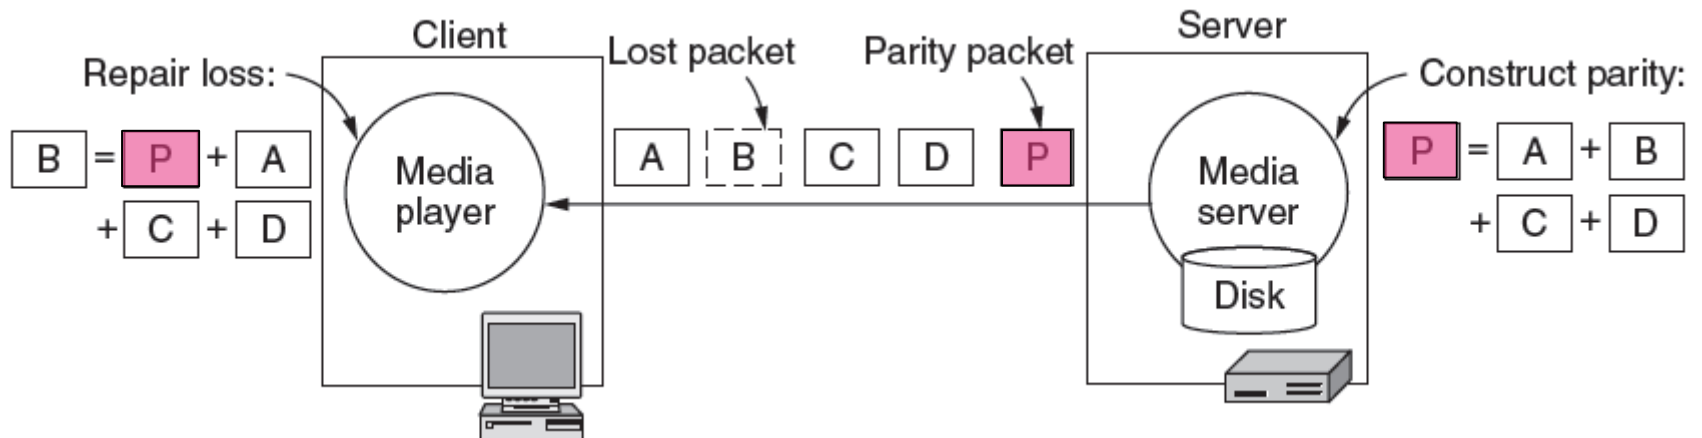 Client
Server
Repair loss:
Lost packet
Parity packet
Construct parity:
B = P + A
+ C + D
Media
player
A B C D P
Media
server
Disk
P = A + B
+ C + D